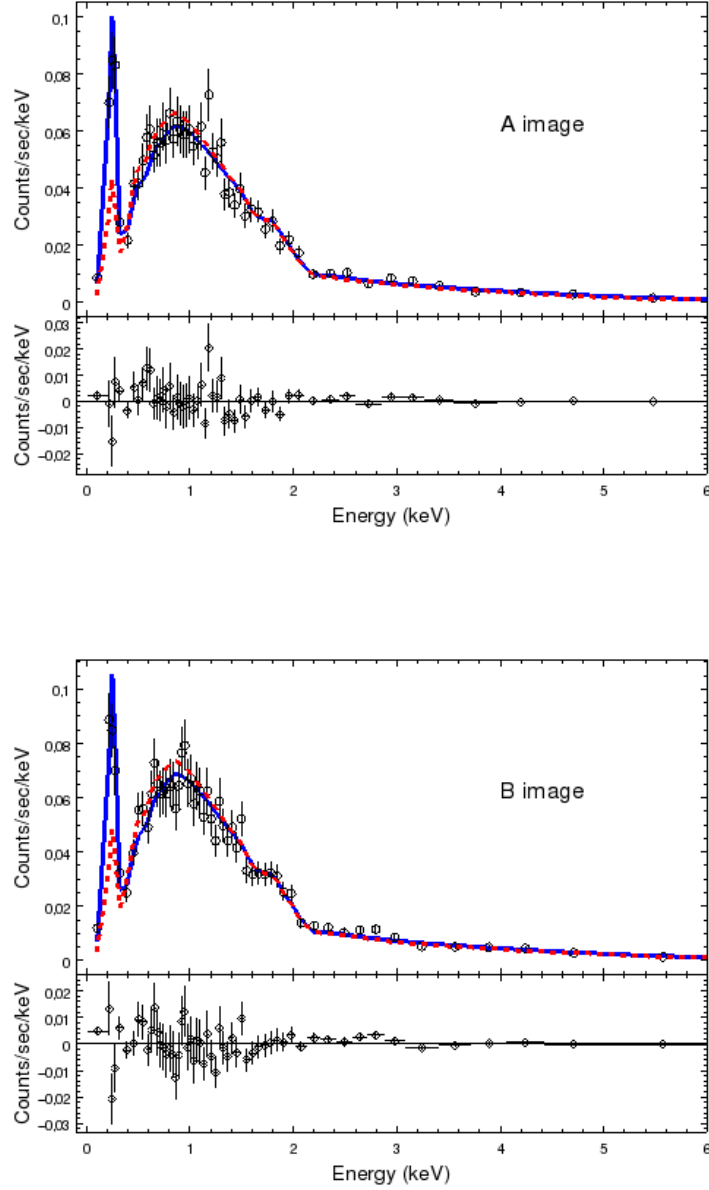 0,1
0,08
0,06
0,04
0,02
0
Counts/sec/keV
A image
0,03
0,02
0,01
0
−0,01
−0,02
Counts/sec/keV
0 1 2 3 4 5 6
Energy (keV)
0,1
0,08
0,06
0,04
0,02
0
Counts/sec/keV
B image
0,02
0,01
0
−0,01
−0,02
−0,03
Counts/sec/keV
0 1 2 3 4 5 6
Energy (keV)